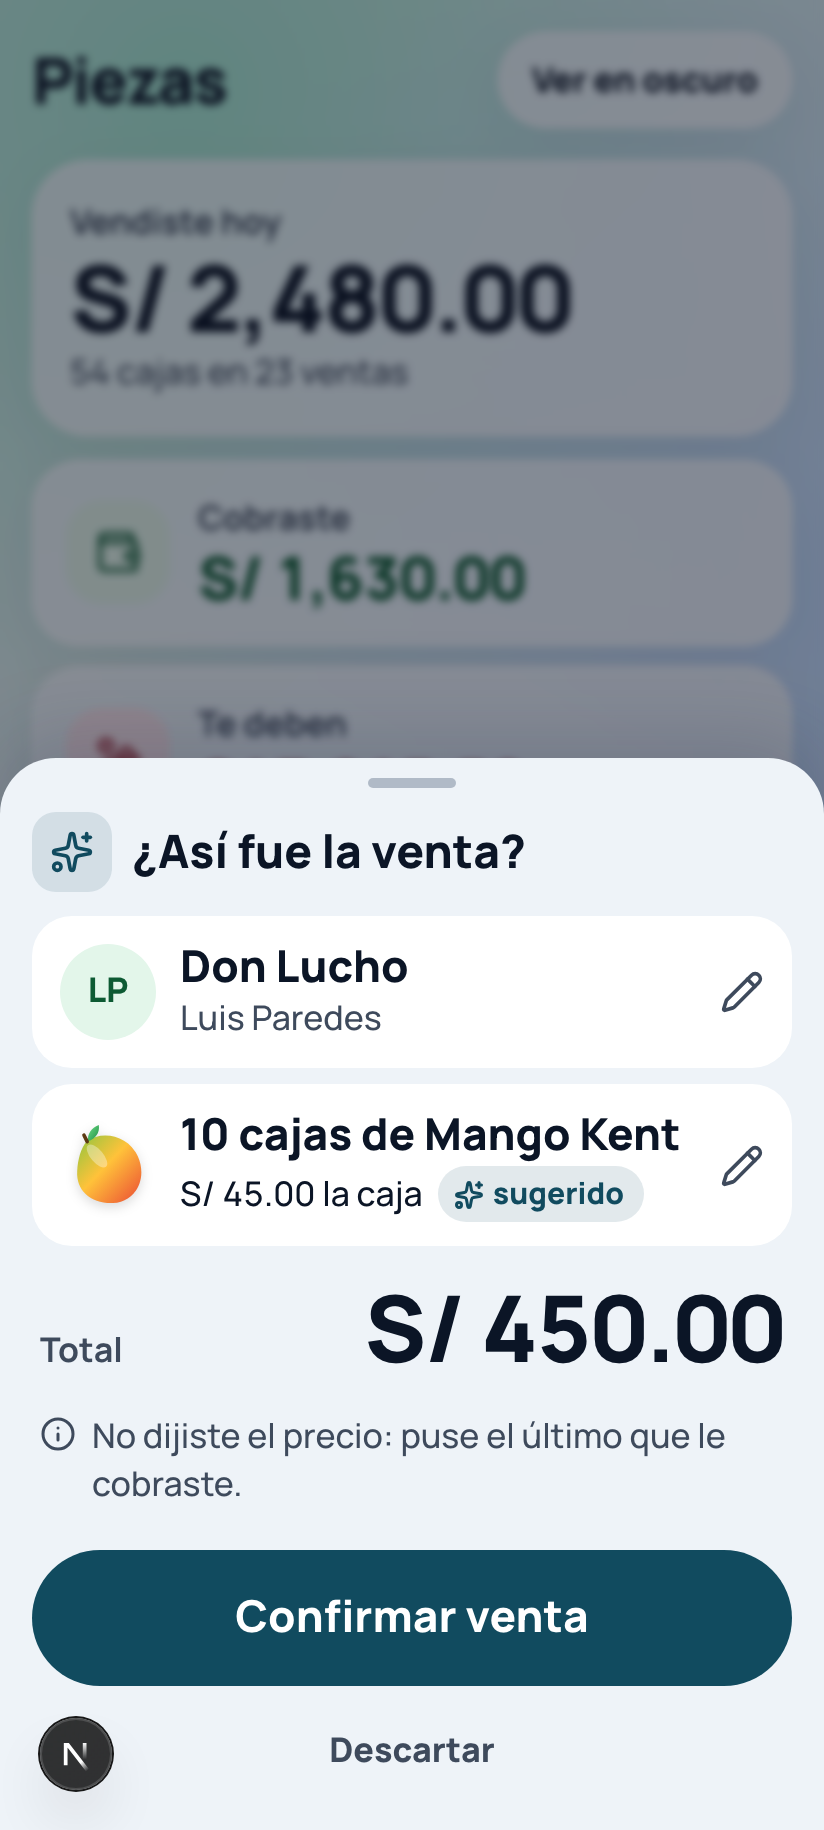 Piezas
Ver en oscuro
Vendiste hoy
S/ 2,480.00
54 cajas en 23 ventas
Cobraste
S/ 1,630.00
Te deben
¿Así fue la venta?
LP
Don Lucho
Luis Paredes
10 cajas de Mango Kent
S/ 45.00 la caja
sugerido
Total
S/ 450.00
No dijiste el precio: puse el último que le
cobraste.
Confirmar venta
N
Descartar